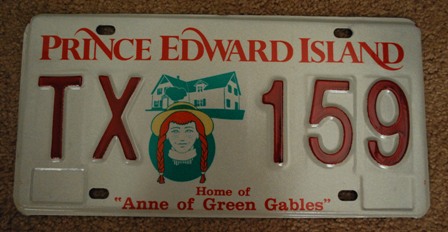 PRINCE EDWARD ISLAND
TX 159
Home of
"Anne of Green Gables"